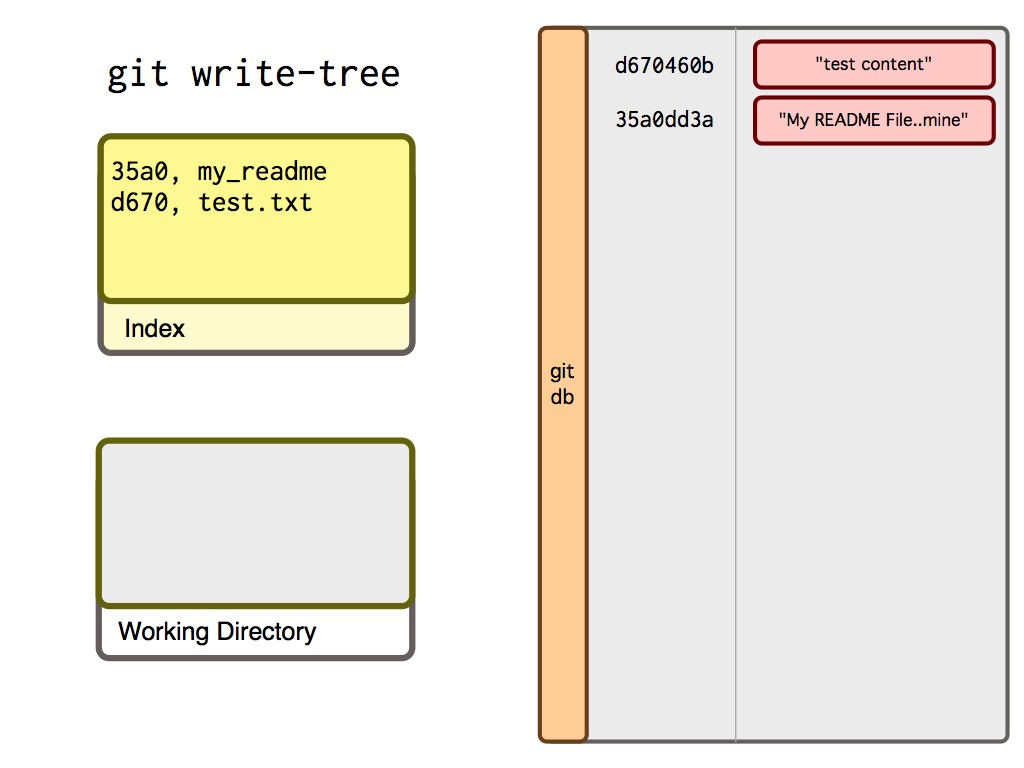 git write-tree
35a0, my_readme
d670, test.txt
Index
Working Directory
git
db
d670460b
"test content"
35a0dd3a
"My README File..mine"